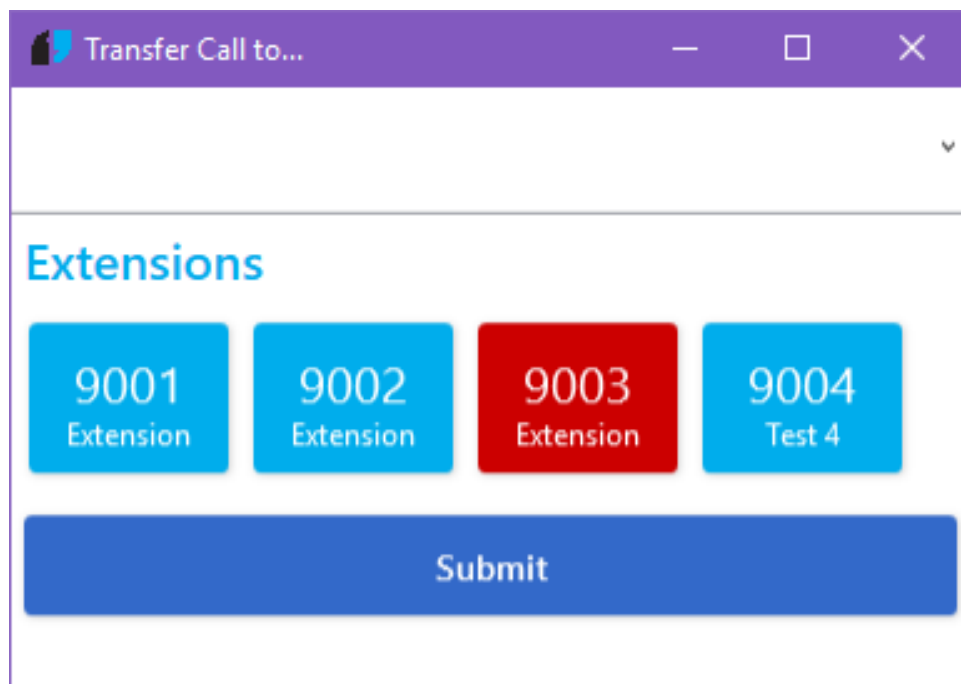 Transfer Call to...
Extensions
9001 9002 9003 9004
Extension Extension Extension Test 4
Submit